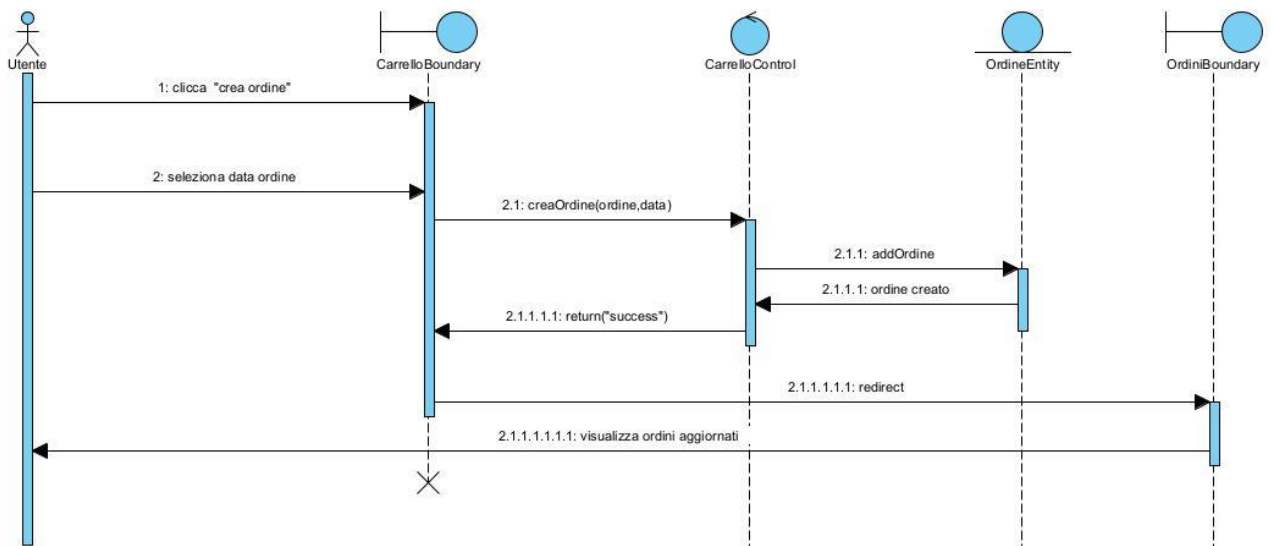 Utente
CarrelloBoundary
CarrelloControl
OrdineEntity
OrdiniBoundary
1: clicca "crea ordine"
2: seleziona data ordine
2.1: creaOrdine(ordine,data)
2.1.1: addOrdine
2.1.1.1: ordine creato
2.1.1.1.1: return("success")
2.1.1.1.1.1: redirect
2.1.1.1.1.1.1: visualizza ordini aggiornati